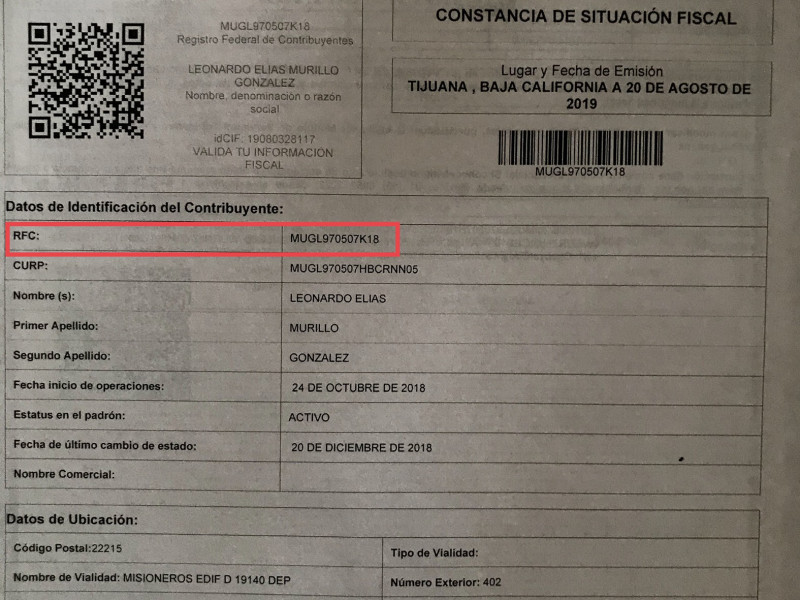 MUGL970507K18
Registro Federal de Contribuyentes
LEONARDO ELIAS MURILLO
GONZALEZ
Nombre, denominación o razón
social
idCIF: 19080328117
VALIDA TU INFORMACION
FISCAL
CONSTANCIA DE SITUACIÓN FISCAL
Lugar y Fecha de Emisión
TIJUANA , BAJA CALIFORNIA A 20 DE AGOSTO DE
2019
MUGL970507K18
Datos de Identificación del Contribuyente:
RFC: MUGL970507K18
CURP: MUGL970507HBCRNN05
Nombre (s): LEONARDO ELIAS
Primer Apellido: MURILLO
Segundo Apellido: GONZALEZ
Fecha inicio de operaciones: 24 DE OCTUBRE DE 2018
Estatus en el padrón: ACTIVO
Fecha de último cambio de estado: 20 DE DICIEMBRE DE 2018
Nombre Comercial:
Datos de Ubicación:
Código Postal:22215 Tipo de Vialidad:
Nombre de Vialidad: MISIONEROS EDIF D 19140 DEP Número Exterior: 402